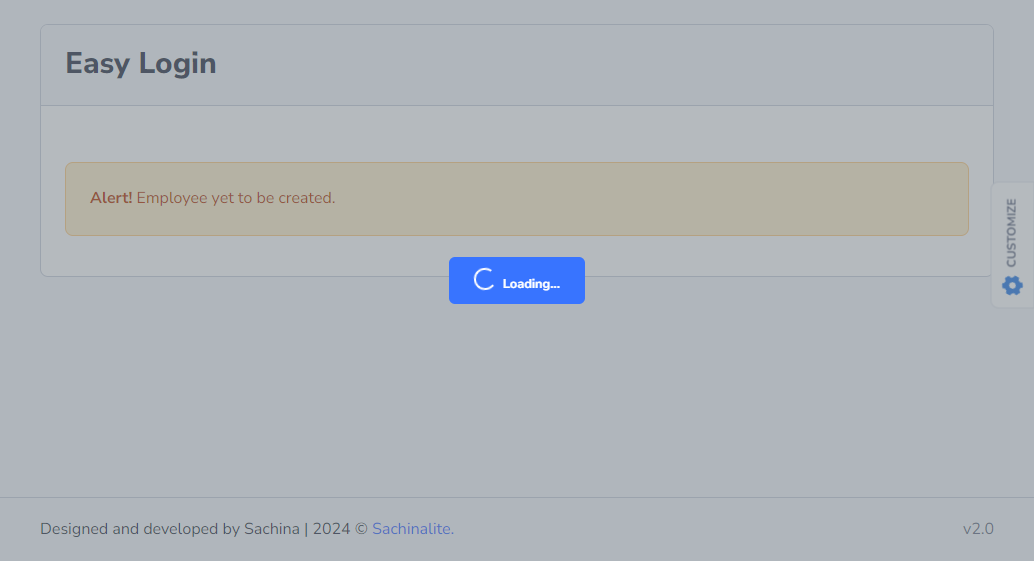 Easy Login
Alert! Employee yet to be created.
CUSTOMIZE
Loading...
Designed and developed by Sachina | 2024 © Sachinalite.
v2.0